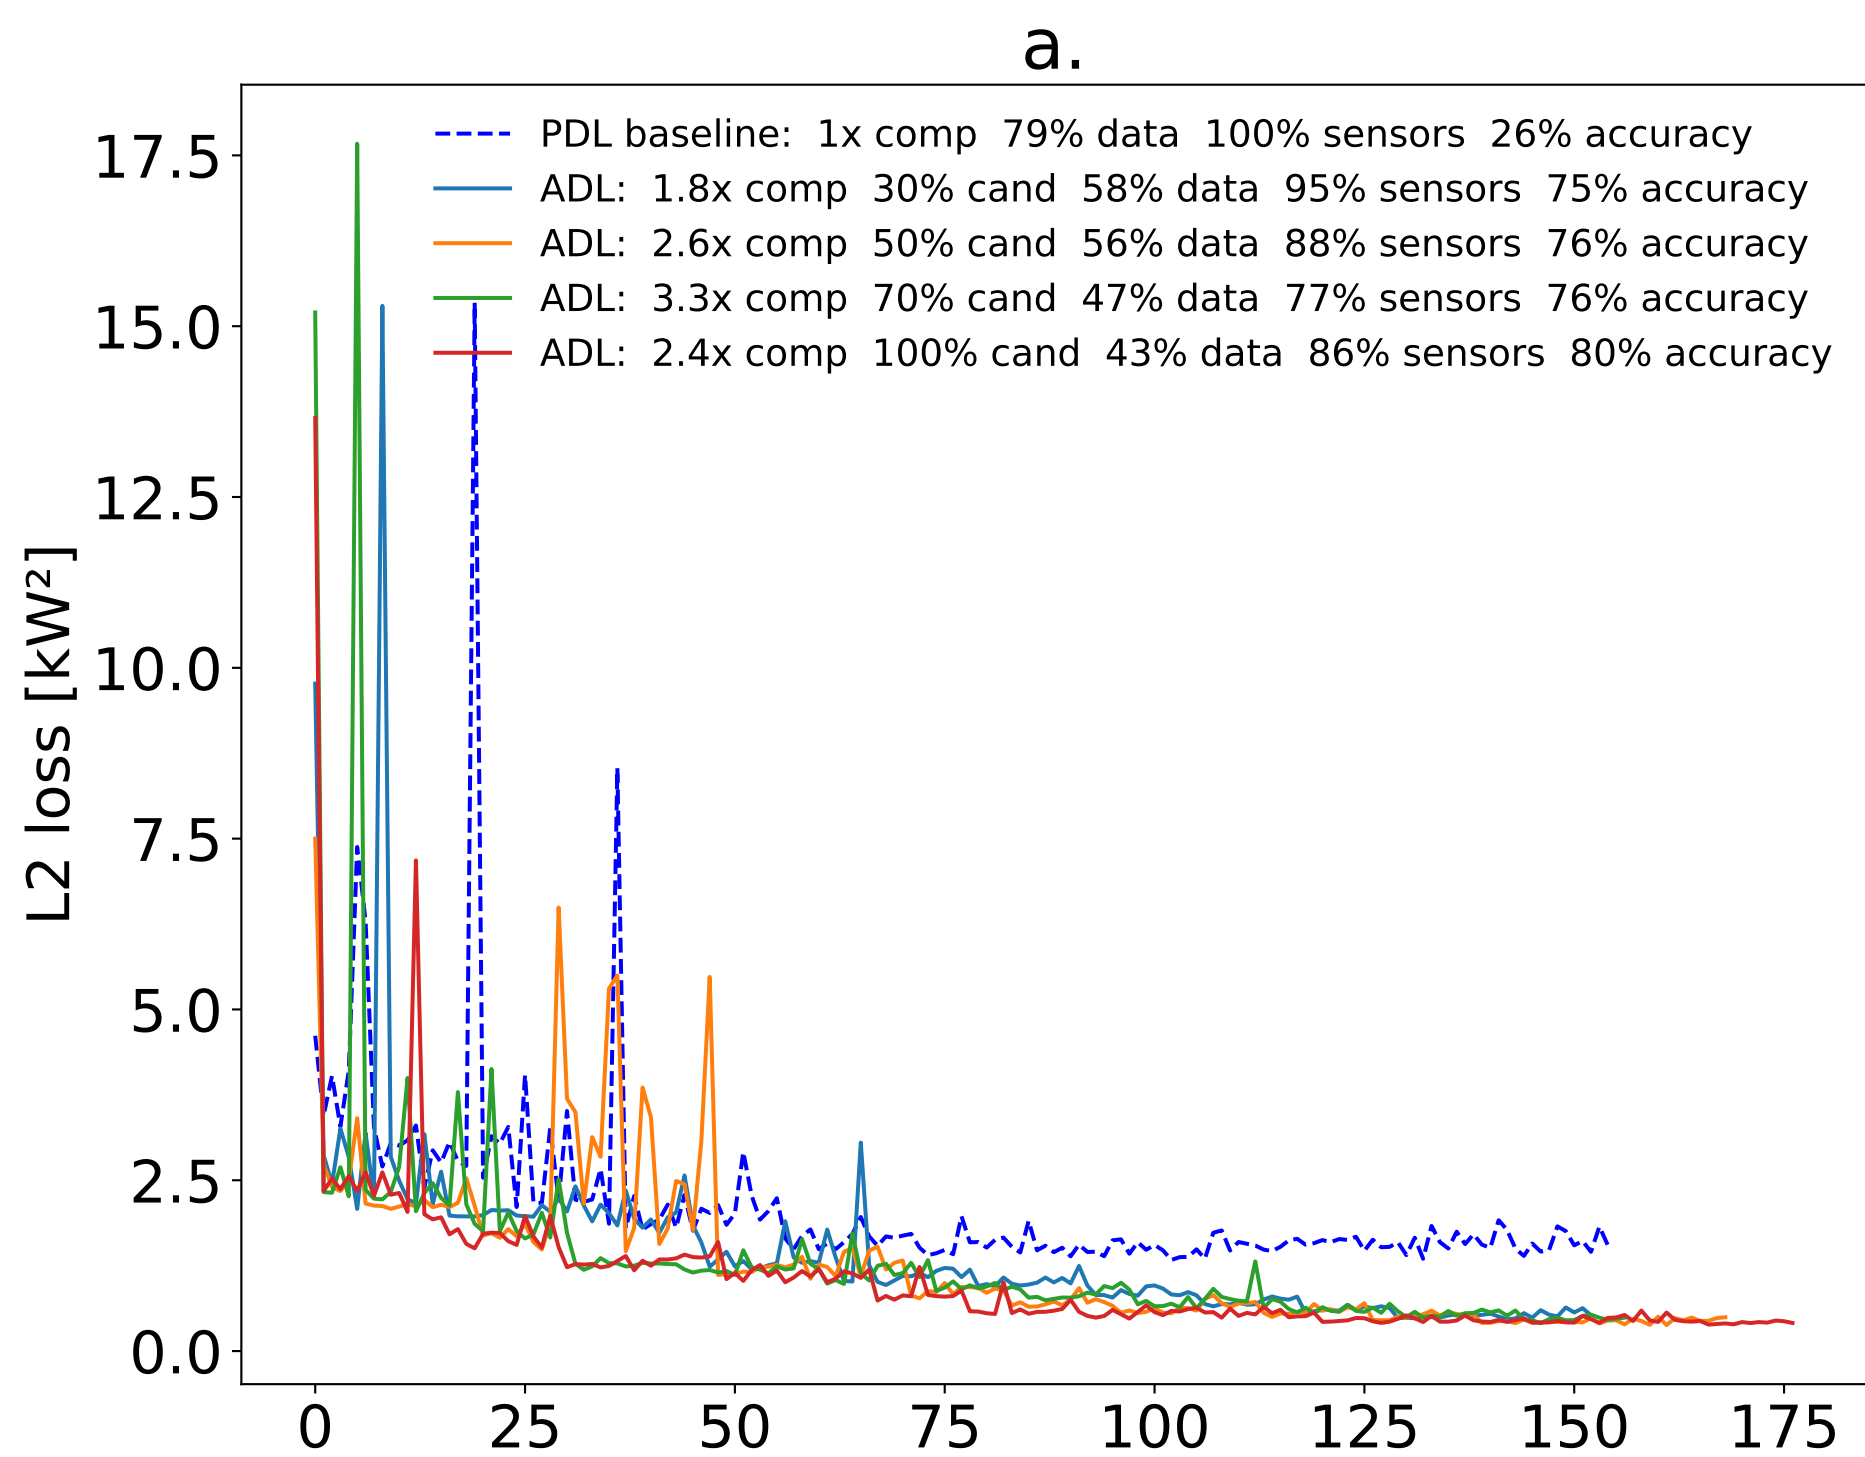 a.
PDL baseline:  1x comp  79% data  100% sensors  26% accuracy
ADL:  1.8x comp  30% cand  58% data  95% sensors  75% accuracy
ADL:  2.6x comp  50% cand  56% data  88% sensors  76% accuracy
ADL:  3.3x comp  70% cand  47% data  77% sensors  76% accuracy
ADL:  2.4x comp  100% cand  43% data  86% sensors  80% accuracy
L2 loss [kW²]
17.5
15.0
12.5
10.0
7.5
5.0
2.5
0.0
0 25 50 75 100 125 150 175